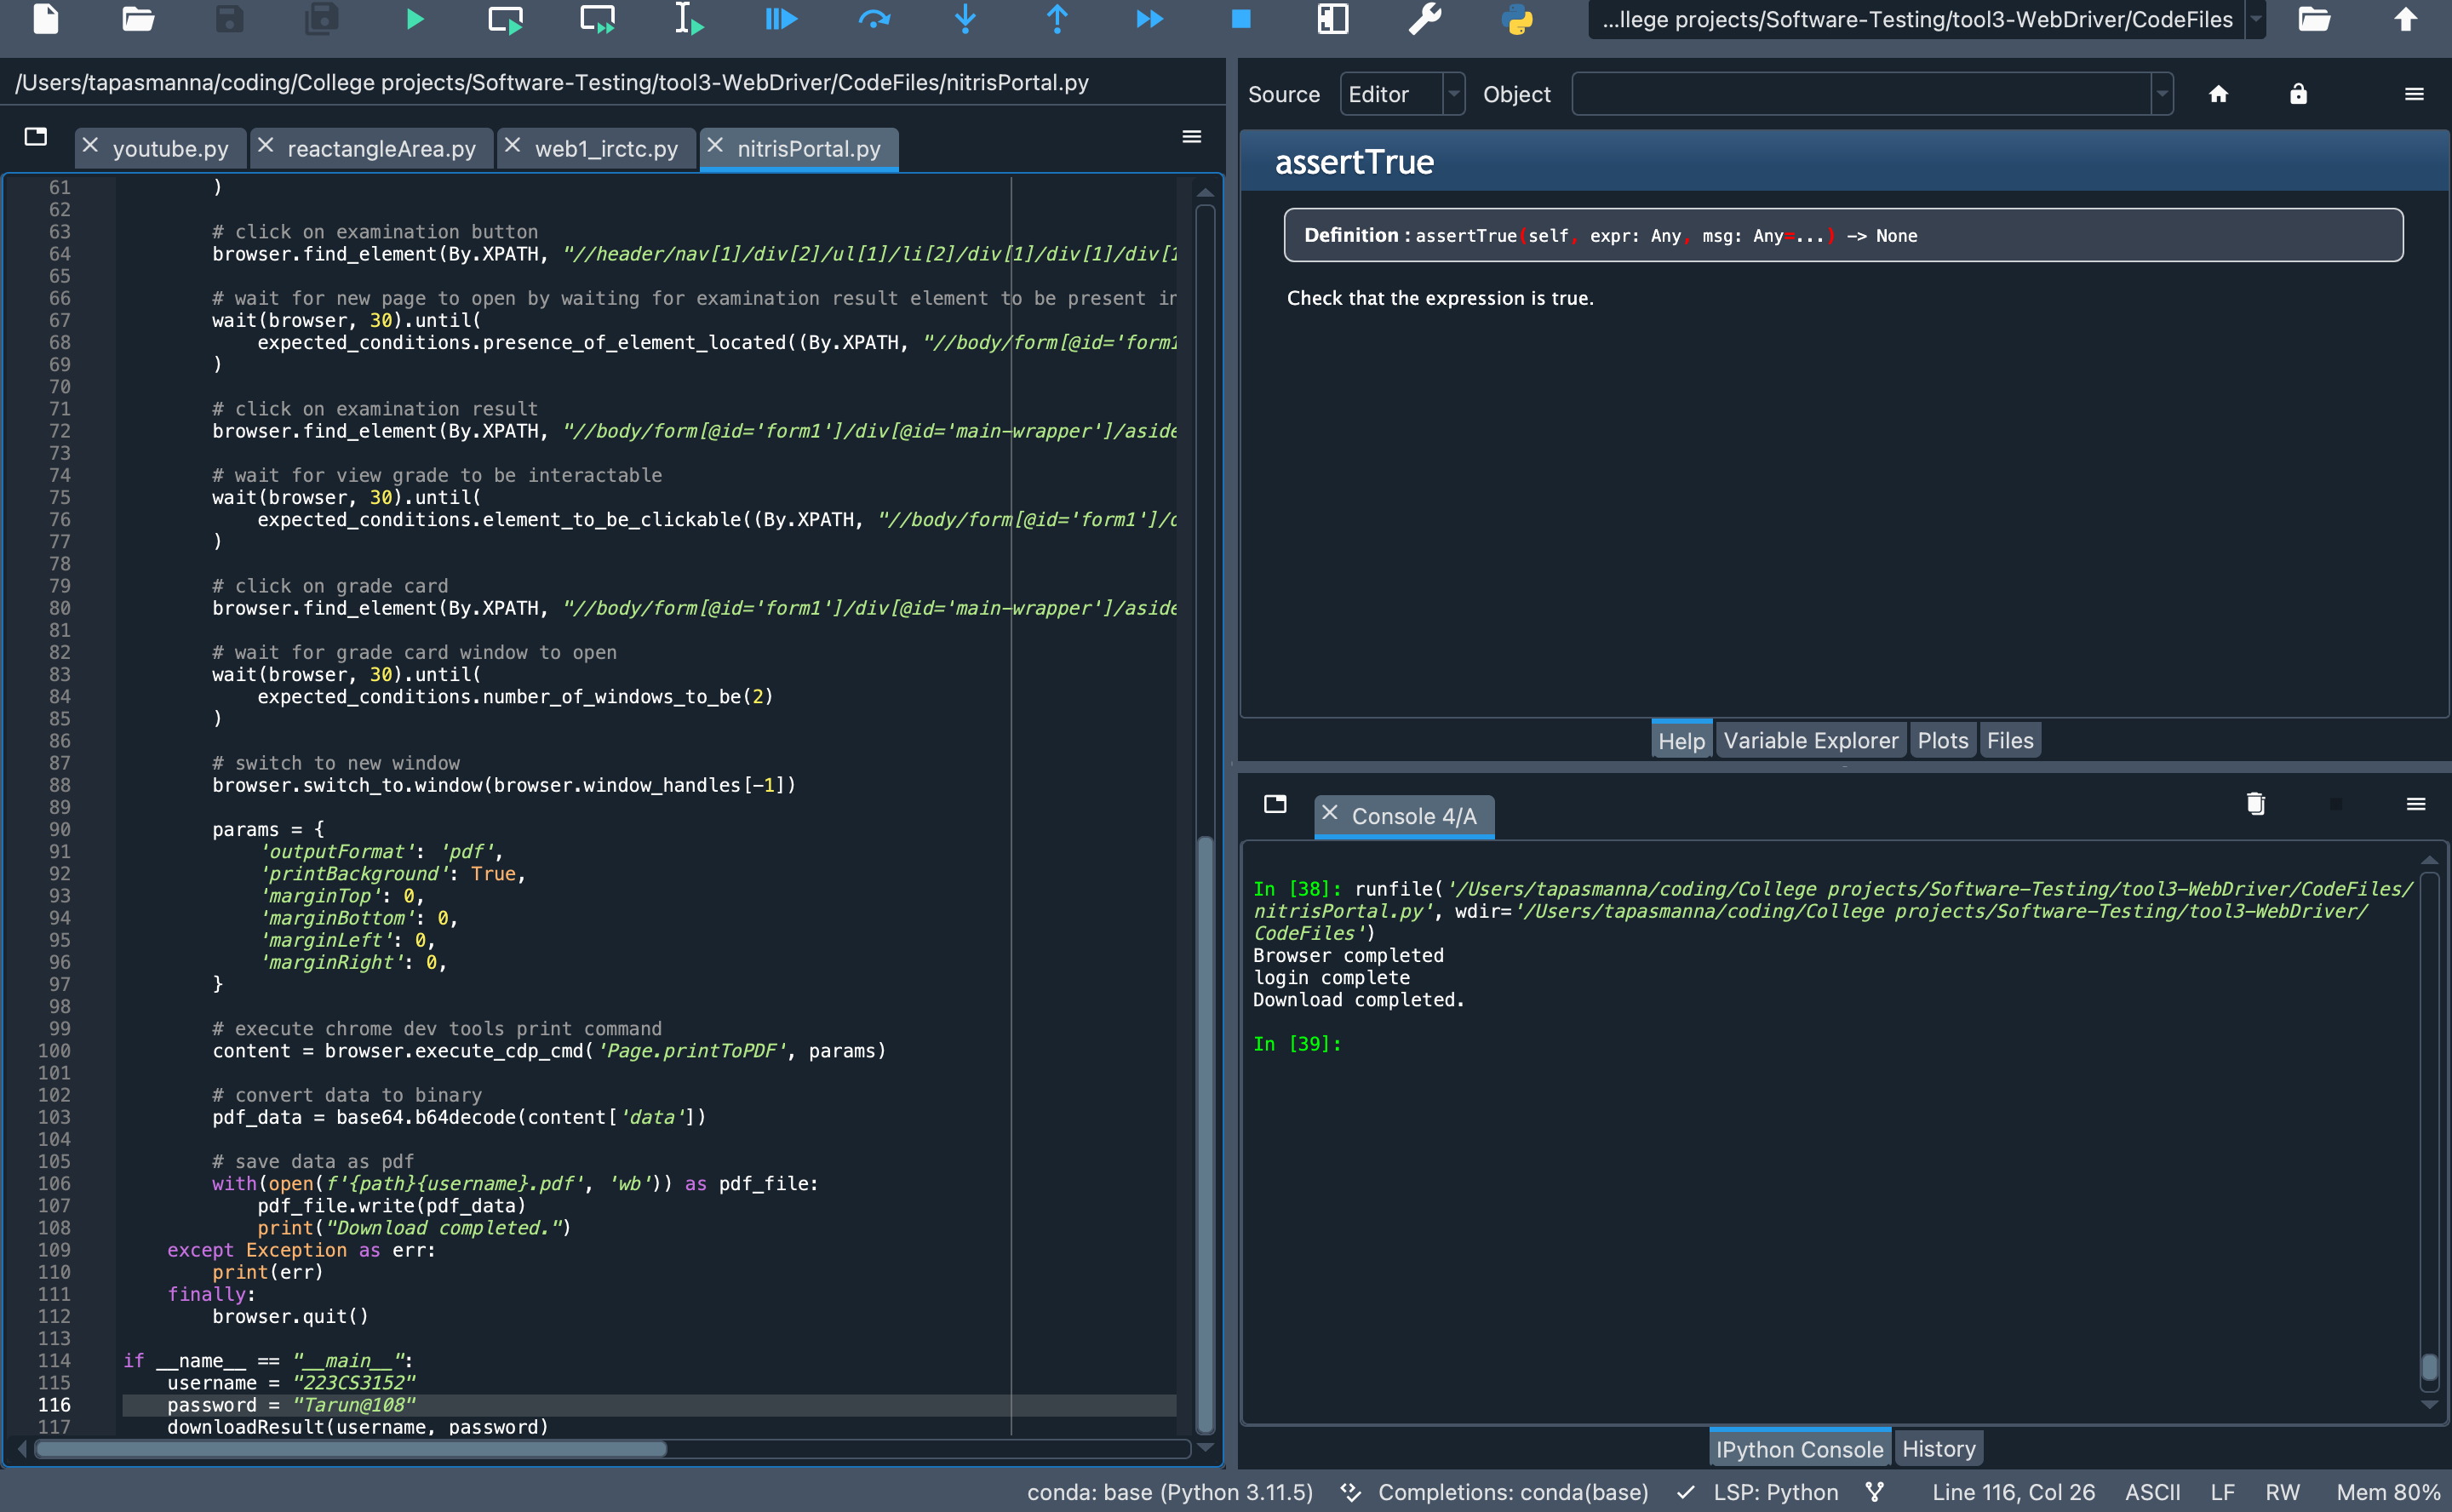 ...llege projects/Software-Testing/tool3-WebDriver/CodeFiles
/Users/tapasmanna/coding/College projects/Software-Testing/tool3-WebDriver/CodeFiles/nitrisPortal.py
youtube.py
reactangleArea.py
web1_irctc.py
nitrisPortal.py
61 )
62
63 # click on examination button
64 browser.find_element(By.XPATH, "//header/nav[1]/div[2]/ul[1]/li[2]/div[1]/div[1]/div[1
65
66 # wait for new page to open by waiting for examination result element to be present in
67 wait(browser, 30).until(
68 expected_conditions.presence_of_element_located((By.XPATH, "//body/form[@id='form1
69 )
70
71 # click on examination result
72 browser.find_element(By.XPATH, "//body/form[@id='form1']/div[@id='main-wrapper']/aside
73
74 # wait for view grade to be interactable
75 wait(browser, 30).until(
76 expected_conditions.element_to_be_clickable((By.XPATH, "//body/form[@id='form1']/d
77 )
78
79 # click on grade card
80 browser.find_element(By.XPATH, "//body/form[@id='form1']/div[@id='main-wrapper']/aside
81
82 # wait for grade card window to open
83 wait(browser, 30).until(
84 expected_conditions.number_of_windows_to_be(2)
85 )
86
87 # switch to new window
88 browser.switch_to.window(browser.window_handles[-1])
89
90 params = {
91 'outputFormat': 'pdf',
92 'printBackground': True,
93 'marginTop': 0,
94 'marginBottom': 0,
95 'marginLeft': 0,
96 'marginRight': 0,
97 }
98
99 # execute chrome dev tools print command
100 content = browser.execute_cdp_cmd('Page.printToPDF', params)
101
102 # convert data to binary
103 pdf_data = base64.b64decode(content['data'])
104
105 # save data as pdf
106 with(open(f'{path}{username}.pdf', 'wb')) as pdf_file:
107 pdf_file.write(pdf_data)
108 print("Download completed.")
109 except Exception as err:
110 print(err)
111 finally:
112 browser.quit()
113
114 if __name__ == "__main__":
115 username = "223CS3152"
116 password = "Tarun@108"
117 downloadResult(username, password)
Source Editor Object
assertTrue
Definition : assertTrue(self, expr: Any, msg: Any=...) -> None
Check that the expression is true.
Help Variable Explorer Plots Files
Console 4/A
In [38]: runfile('/Users/tapasmanna/coding/College projects/Software-Testing/tool3-WebDriver/CodeFiles/
nitrisPortal.py', wdir='/Users/tapasmanna/coding/College projects/Software-Testing/tool3-WebDriver/
CodeFiles')
Browser completed
login complete
Download completed.
In [39]:
IPython Console History
conda: base (Python 3.11.5) Completions: conda(base) LSP: Python Line 116, Col 26 ASCII LF RW Mem 80%